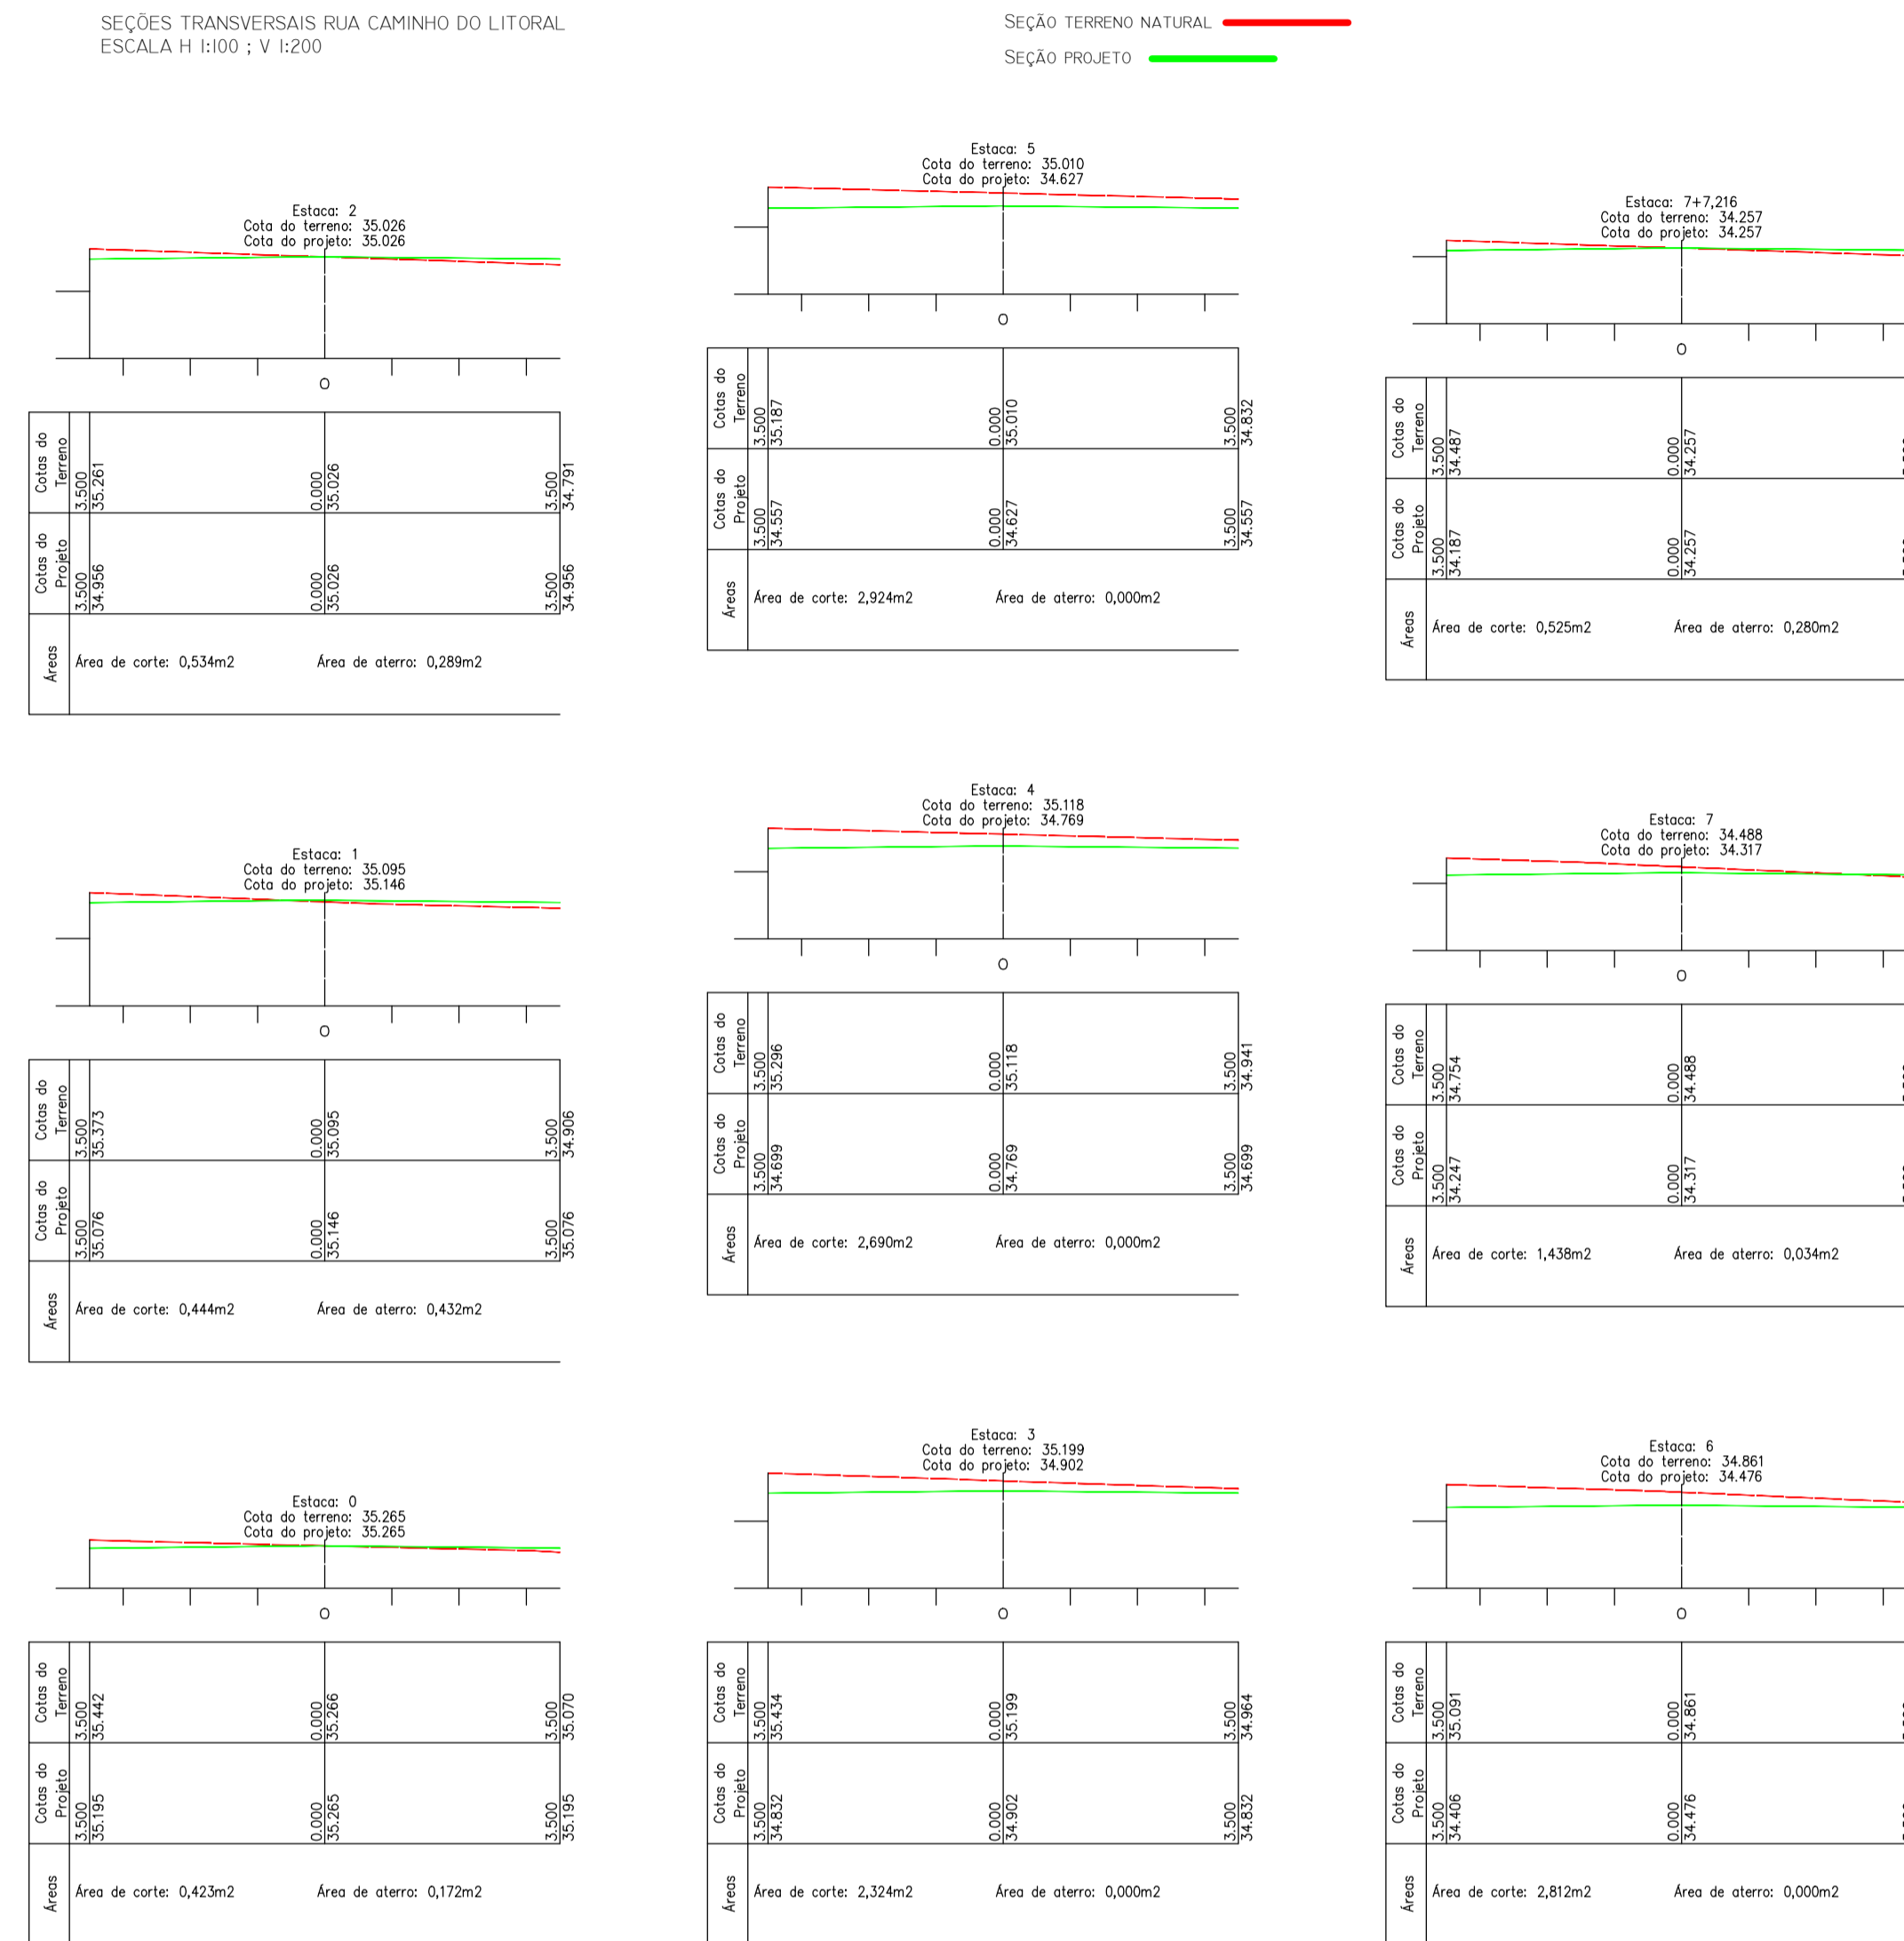 SEÇÕES TRANSVERSAIS RUA CAMINHO DO LITORAL
ESCALA H 1:100 ; V 1:200
SEÇÃO TERRENO NATURAL
SEÇÃO PROJETO
Estaca: 2
Cota do terreno: 35.026
Cota do projeto: 35.026
O
Cotas do
Terreno
3.500
35.261
0.000
35.026
3.500
34.791
Cotas do
Projeto
3.500
34.956
0.000
35.026
3.500
34.956
Áreas
Área de corte: 0,534m2
Área de aterro: 0,289m2
Estaca: 5
Cota do terreno: 35.010
Cota do projeto: 34.627
O
Cotas do
Terreno
3.500
35.187
0.000
35.010
3.500
34.832
Cotas do
Projeto
3.500
34.557
0.000
34.627
3.500
34.557
Áreas
Área de corte: 2,924m2
Área de aterro: 0,000m2
Estaca: 7+7,216
Cota do terreno: 34.257
Cota do projeto: 34.257
O
Cotas do
Terreno
3.500
34.487
0.000
34.257
Cotas do
Projeto
3.500
34.187
0.000
34.257
Áreas
Área de corte: 0,525m2
Área de aterro: 0,280m2
Estaca: 1
Cota do terreno: 35.095
Cota do projeto: 35.146
O
Cotas do
Terreno
3.500
35.373
0.000
35.095
3.500
34.906
Cotas do
Projeto
3.500
35.076
0.000
35.146
3.500
35.076
Áreas
Área de corte: 0,444m2
Área de aterro: 0,432m2
Estaca: 4
Cota do terreno: 35.118
Cota do projeto: 34.769
O
Cotas do
Terreno
3.500
35.296
0.000
35.118
3.500
34.941
Cotas do
Projeto
3.500
34.699
0.000
34.769
3.500
34.699
Áreas
Área de corte: 2,690m2
Área de aterro: 0,000m2
Estaca: 7
Cota do terreno: 34.488
Cota do projeto: 34.317
O
Cotas do
Terreno
3.500
34.754
0.000
34.488
Cotas do
Projeto
3.500
34.247
0.000
34.317
Áreas
Área de corte: 1,438m2
Área de aterro: 0,034m2
Estaca: 0
Cota do terreno: 35.265
Cota do projeto: 35.265
O
Cotas do
Terreno
3.500
35.442
0.000
35.266
3.500
35.070
Cotas do
Projeto
3.500
35.195
0.000
35.265
3.500
35.195
Áreas
Área de corte: 0,423m2
Área de aterro: 0,172m2
Estaca: 3
Cota do terreno: 35.199
Cota do projeto: 34.902
O
Cotas do
Terreno
3.500
35.434
0.000
35.199
3.500
34.964
Cotas do
Projeto
3.500
34.832
0.000
34.902
3.500
34.832
Áreas
Área de corte: 2,324m2
Área de aterro: 0,000m2
Estaca: 6
Cota do terreno: 34.861
Cota do projeto: 34.476
O
Cotas do
Terreno
3.500
35.091
0.000
34.861
Cotas do
Projeto
3.500
34.406
0.000
34.476
Áreas
Área de corte: 2,812m2
Área de aterro: 0,000m2